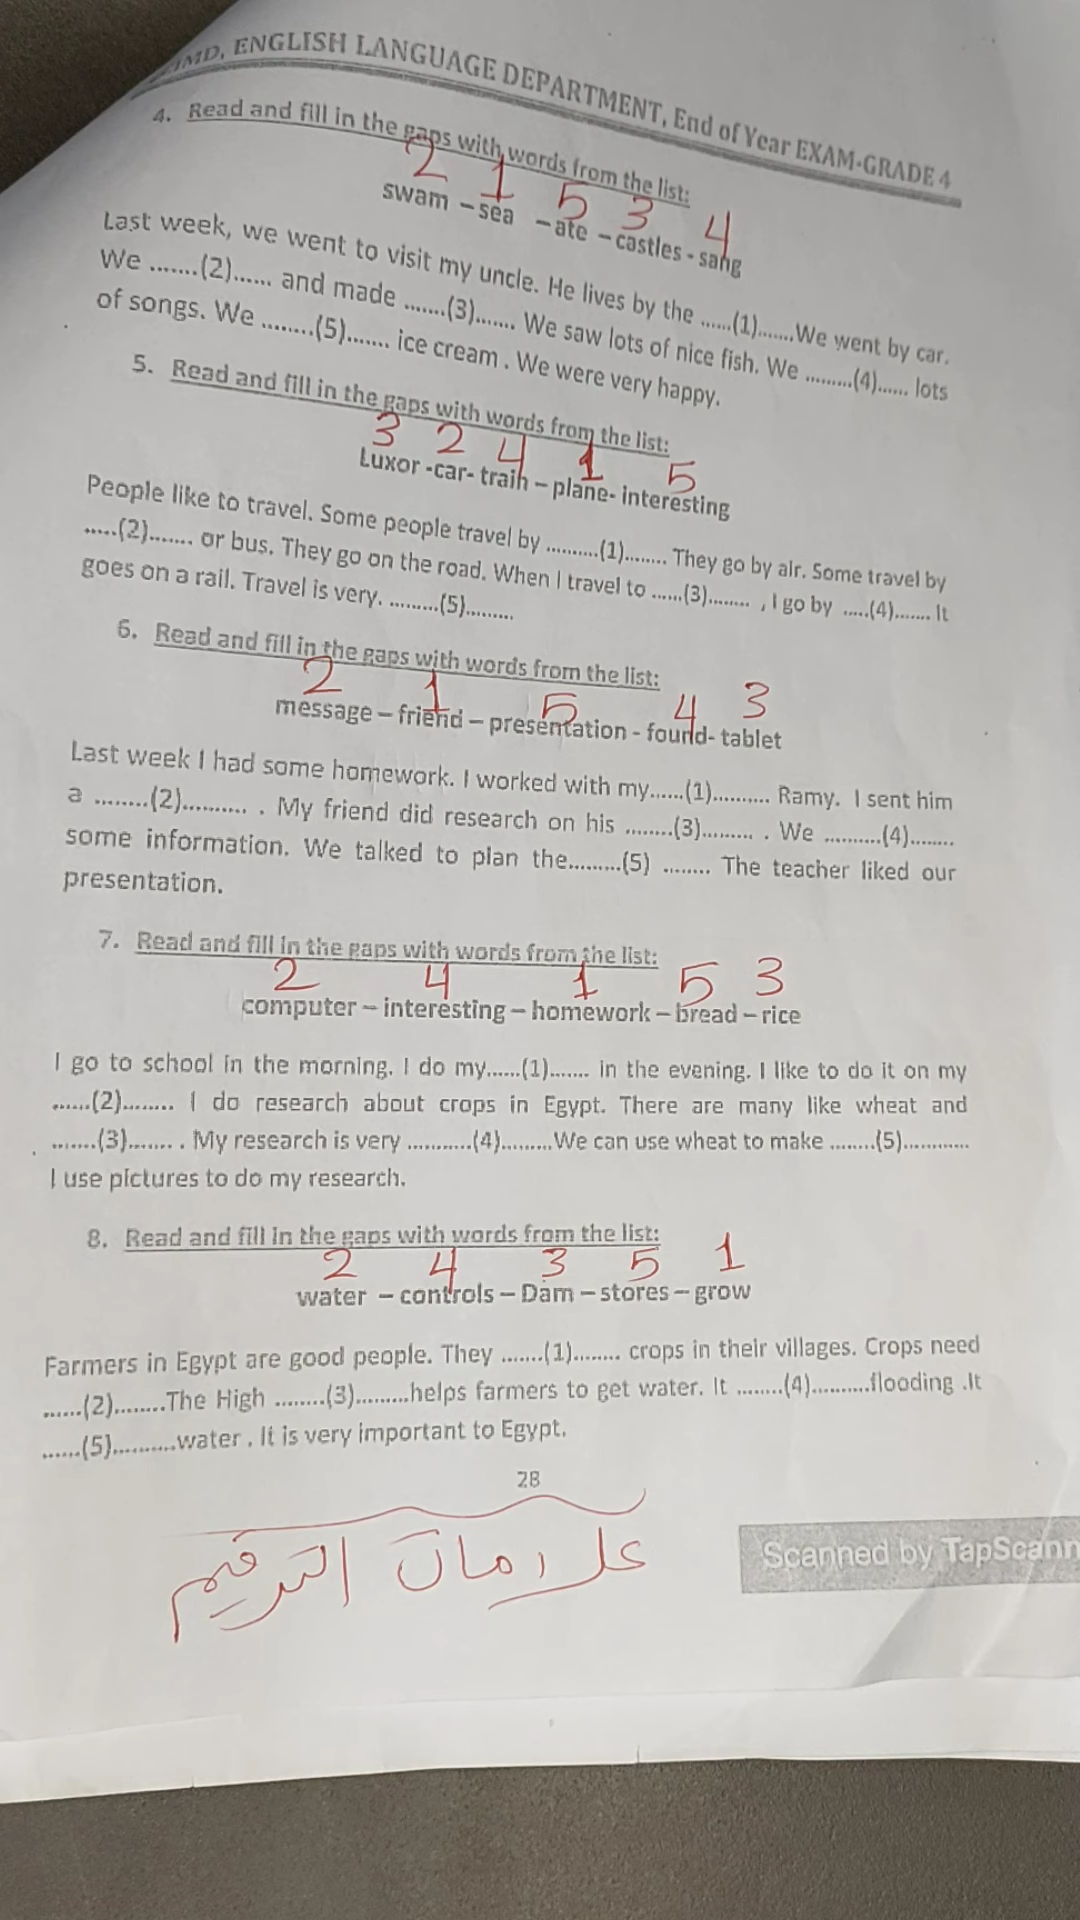 IMD, ENGLISH LANGUAGE DEPARTMENT, End of Year EXAM-GRADE 4
4. Read and fill in the gaps with words from the list:
2 1 5 3 4
swam – sea – ate – castles - sang
Last week, we went to visit my uncle. He lives by the ......(1).......We went by car.
We .......(2)...... and made .......(3)....... We saw lots of nice fish. We .........(4)...... lots
of songs. We ........(5)....... ice cream . We were very happy.
5. Read and fill in the gaps with words from the list:
3 2 4 1 5
Luxor -car- train – plane- interesting
People like to travel. Some people travel by ..........(1)........ They go by air. Some travel by
.....(2)....... or bus. They go on the road. When I travel to ......(3)........ , I go by .....(4)....... It
goes on a rail. Travel is very. .........(5).........
6. Read and fill in the gaps with words from the list:
2 1 5 4 3
message – friend – presentation - found- tablet
Last week I had some homework. I worked with my......(1).......... Ramy. I sent him
a ........(2).......... . My friend did research on his ........(3)......... . We ..........(4)........
some information. We talked to plan the.........(5) ........ The teacher liked our
presentation.
7. Read and fill in the gaps with words from the list:
2 4 1 5 3
computer – interesting – homework – bread – rice
I go to school in the morning. I do my......(1)....... in the evening. I like to do it on my
......(2)........ I do research about crops in Egypt. There are many like wheat and
.......(3)....... . My research is very ...........(4).........We can use wheat to make ........(5)............
I use pictures to do my research.
8. Read and fill in the gaps with words from the list:
2 4 3 5 1
water – controls – Dam – stores – grow
Farmers in Egypt are good people. They .......(1)........ crops in their villages. Crops need
......(2)........The High ........(3).........helps farmers to get water. It ........(4)..........flooding .It
......(5)..........water . It is very important to Egypt.
28
علامات الترقيم
Scanned by TapScann